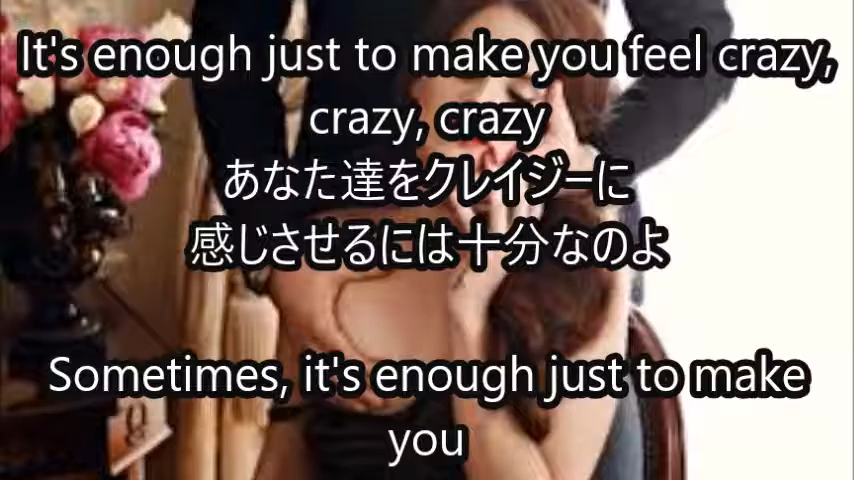 It's enough just to make you feel crazy,
crazy, crazy
あなた達をクレイジーに
感じさせるには十分なのよ
Sometimes, it's enough just to make
you